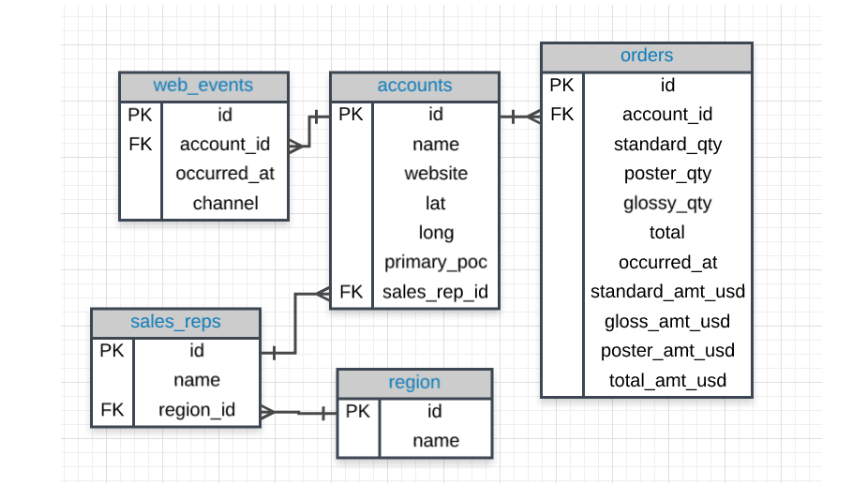 web_events
PK id
FK account_id
occurred_at
channel
accounts
PK id
name
website
lat
long
primary_poc
FK sales_rep_id
orders
PK id
FK account_id
standard_qty
poster_qty
glossy_qty
total
occurred_at
standard_amt_usd
gloss_amt_usd
poster_amt_usd
total_amt_usd
sales_reps
PK id
name
FK region_id
region
PK id
name